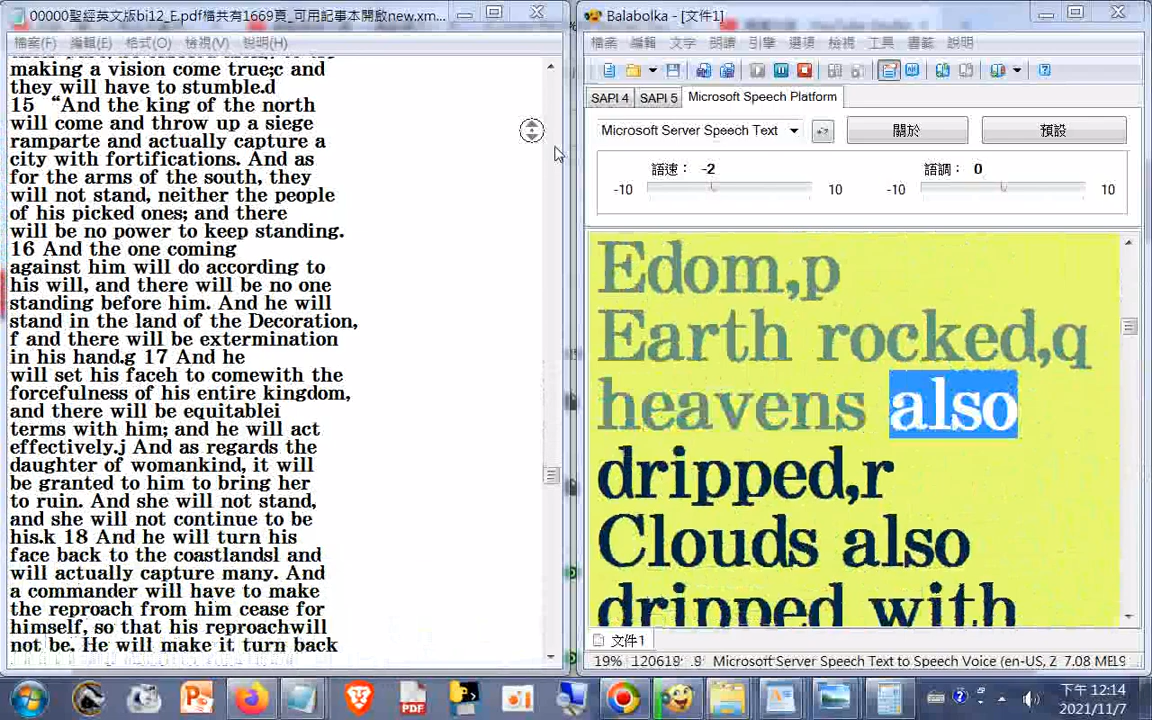 00000聖經英文版bi12_E.pdf檔共有1669頁_可用記事本開啟new.xm...
檔案(F) 編輯(E) 格式(O) 檢視(V) 說明(H)
making a vision come true;c and
they will have to stumble.d
15 “And the king of the north
will come and throw up a siege
ramparte and actually capture a
city with fortifications. And as
for the arms of the south, they
will not stand, neither the people
of his picked ones; and there
will be no power to keep standing.
16 And the one coming
against him will do according to
his will, and there will be no one
standing before him. And he will
stand in the land of the Decoration,
f and there will be extermination
in his hand.g 17 And he
will set his faceh to comewith the
forcefulness of his entire kingdom,
and there will be equitablei
terms with him; and he will act
effectively.j And as regards the
daughter of womankind, it will
be granted to him to bring her
to ruin. And she will not stand,
and she will not continue to be
his.k 18 And he will turn his
face back to the coastlandsl and
will actually capture many. And
a commander will have to make
the reproach from him cease for
himself, so that his reproachwill
not be. He will make it turn back
Balabolka - [文件1]
檔案 編輯 文字 朗讀 引擎 選項 檢視 工具 書籤 說明
SAPI 4 SAPI 5 Microsoft Speech Platform
Microsoft Server Speech Text 關於 預設
語速： -2 語調： 0
-10 10 -10 10
Edom,p
Earth rocked,q
heavens also
dripped,r
Clouds also
dripped with
文件1
19% Microsoft Server Speech Text to Speech Voice (en-US, Z 7.08 ME
下午 12:14
2021/11/7